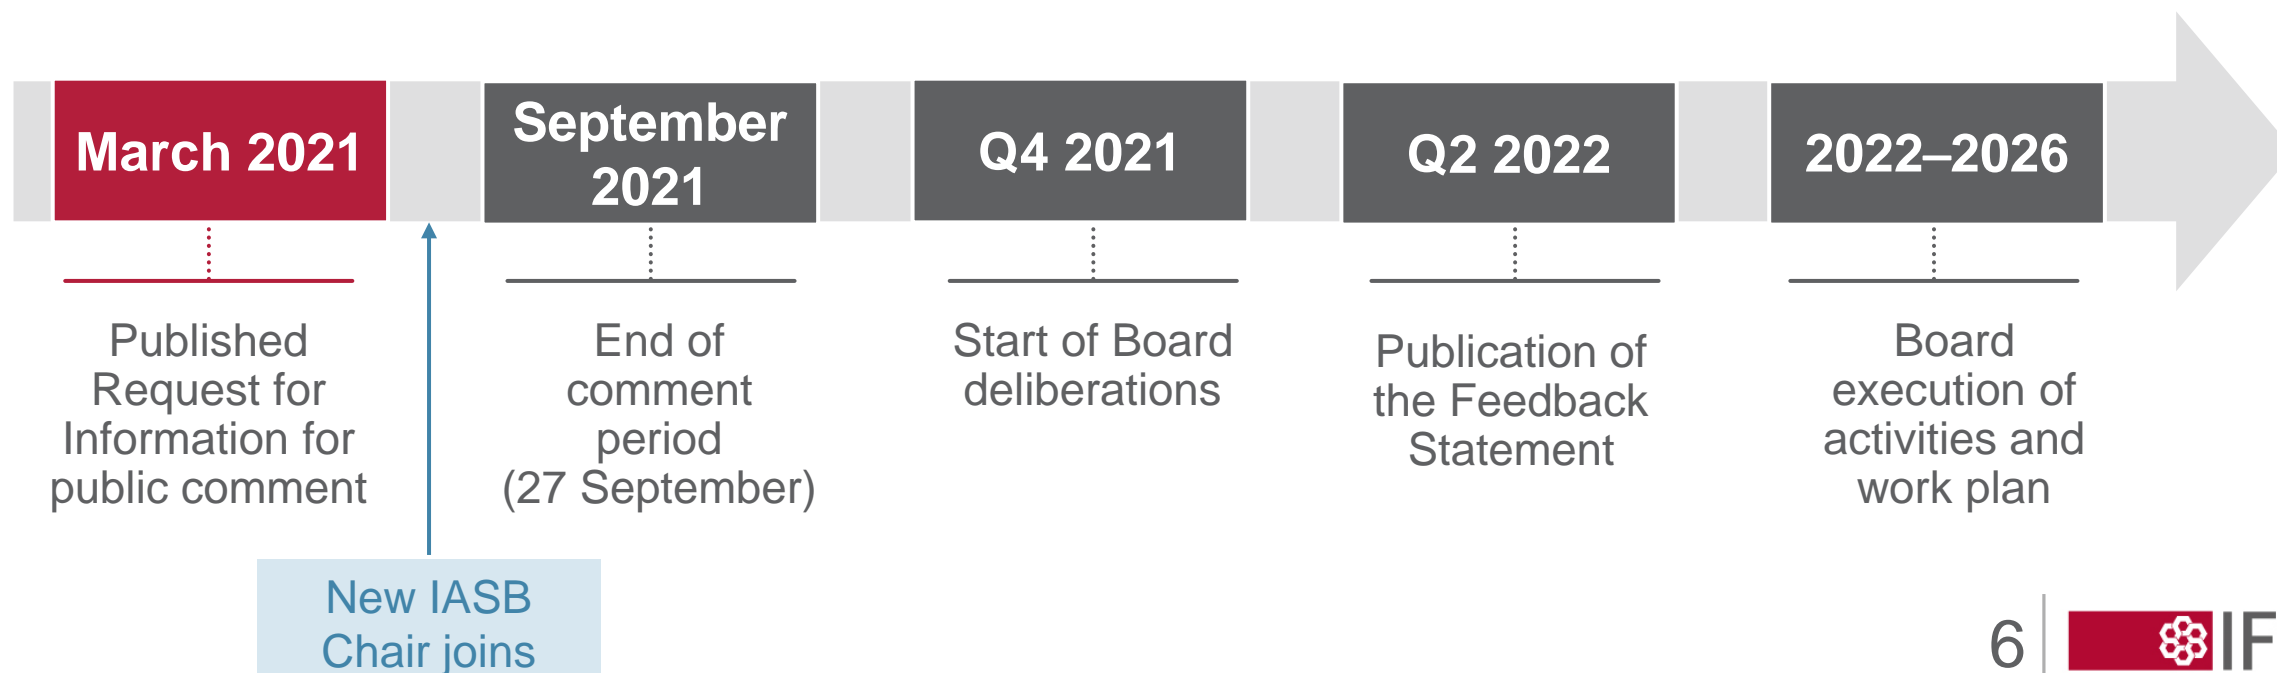 March 2021
September
2021
Q4 2021
Q2 2022
2022–2026
Published
Request for
Information for
public comment
End of
comment
period
(27 September)
Start of Board
deliberations
Publication of
the Feedback
Statement
Board
execution of
activities and
work plan
New IASB
Chair joins
6
IF